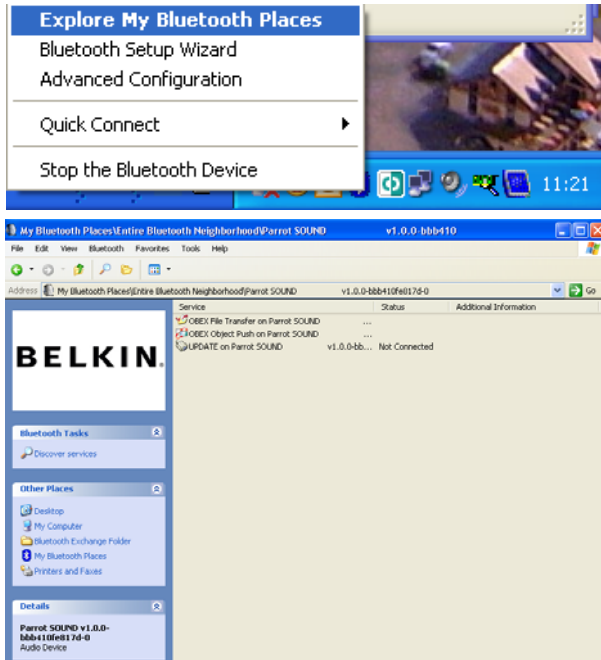 Explore My Bluetooth Places
Bluetooth Setup Wizard
Advanced Configuration
Quick Connect
Stop the Bluetooth Device
11:21
My Bluetooth Places\Entire Bluetooth Neighborhood\Parrot SOUND v1.0.0-bbb410
File Edit View Bluetooth Favorites Tools Help
Address My Bluetooth Places\Entire Bluetooth Neighborhood\Parrot SOUND v1.0.0-bbb410fe817d-0 Go
Service Status Additional Information
OBEX File Transfer on Parrot SOUND ...
OBEX Object Push on Parrot SOUND ...
UPDATE on Parrot SOUND v1.0.0-bb... Not Connected
BELKIN.
Bluetooth Tasks
Discover services
Other Places
Desktop
My Computer
Bluetooth Exchange Folder
My Bluetooth Places
Printers and Faxes
Details
Parrot SOUND v1.0.0-
bbb410fe817d-0
Audio Device